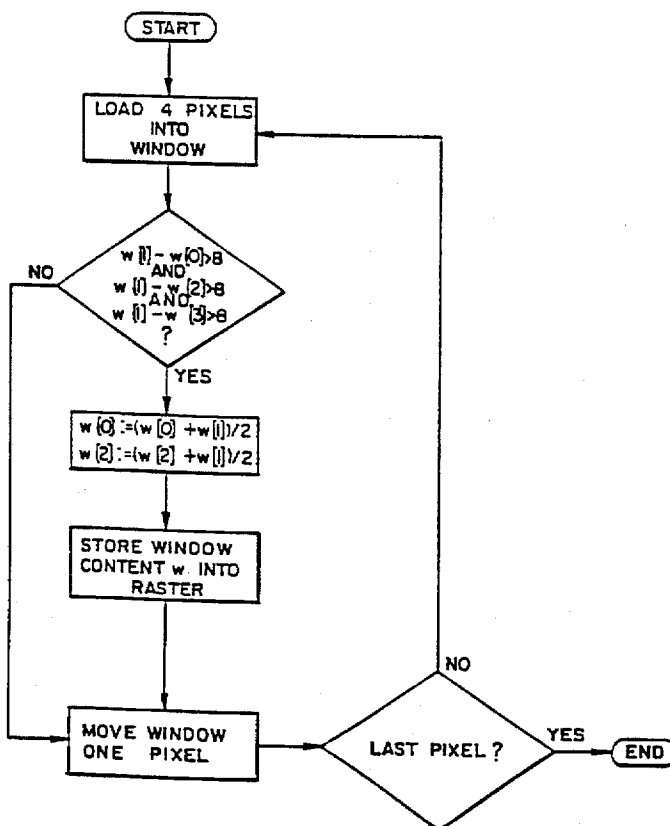 START
LOAD 4 PIXELS
INTO
WINDOW
w[1] - w[0]>8
AND
w[1] - w[2]>8
AND
w[1] - w[3]>8
?
NO
YES
w[0]:=(w[0] +w[1])/2
w[2]:=(w[2] +w[1])/2
STORE WINDOW
CONTENT w. INTO
RASTER
MOVE WINDOW
ONE PIXEL
LAST PIXEL ?
NO
YES
END